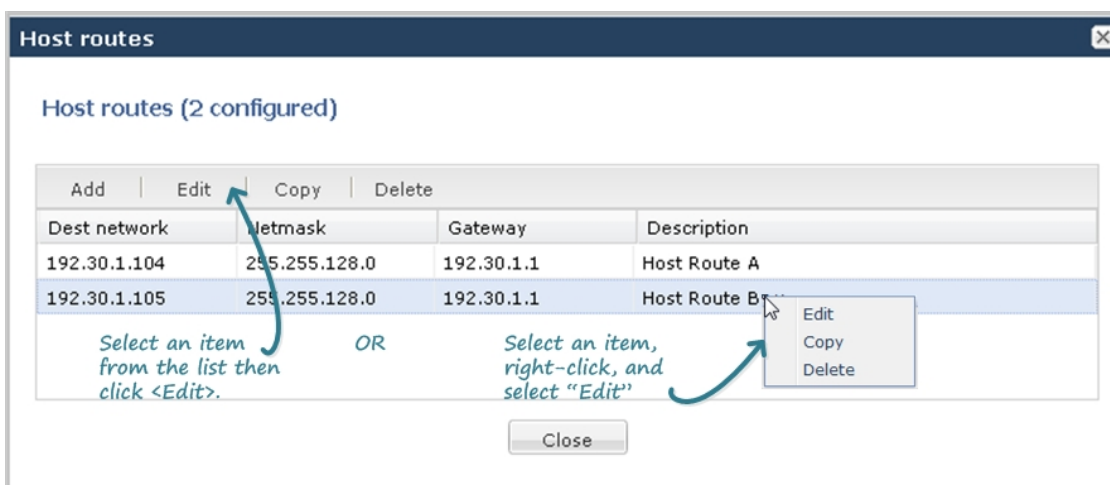 Host routes
Host routes (2 configured)
Add Edit Copy Delete
Dest network Netmask Gateway Description
192.30.1.104 255.255.128.0 192.30.1.1 Host Route A
192.30.1.105 255.255.128.0 192.30.1.1 Host Route B
Edit
Copy
Delete
Select an item
from the list then
click <Edit>.
OR
Select an item,
right-click, and
select “Edit”
Close